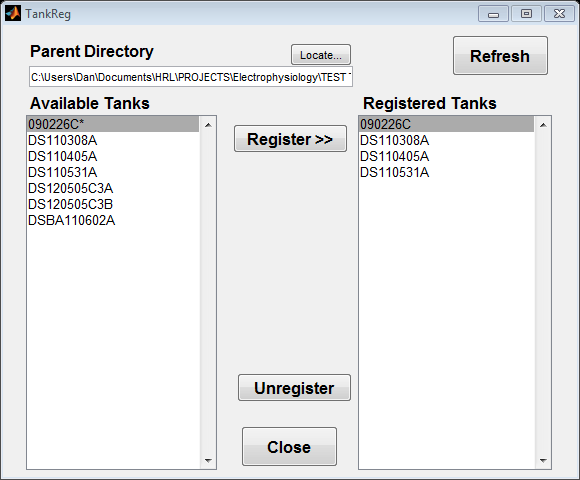 TankReg
Parent Directory
Locate...
Refresh
C:\Users\Dan\Documents\HRL\PROJECTS\Electrophysiology\TEST
Available Tanks
Registered Tanks
090226C*
DS110308A
DS110405A
DS110531A
DS120505C3A
DS120505C3B
DSBA110602A
Register >>
090226C
DS110308A
DS110405A
DS110531A
Unregister
Close